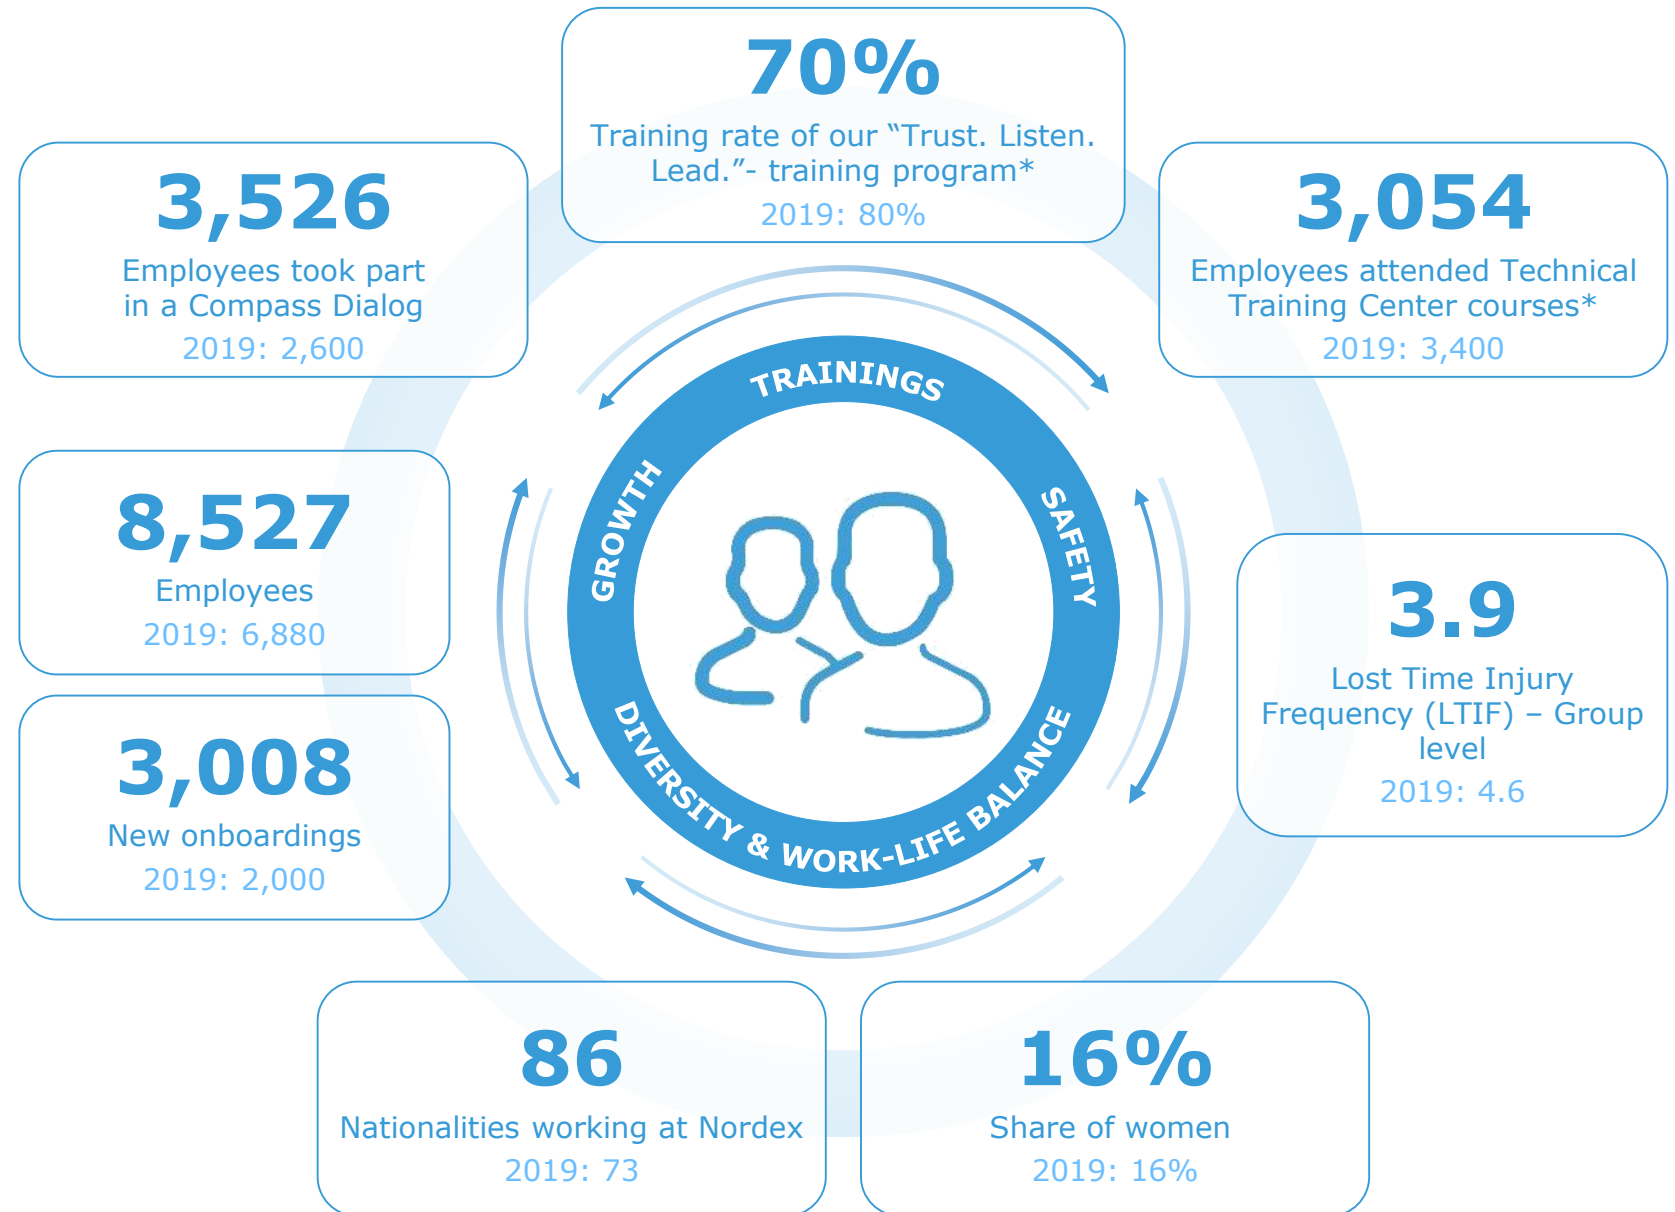 70%
Training rate of our “Trust. Listen.
Lead.”- training program*
2019: 80%
3,526
Employees took part
in a Compass Dialog
2019: 2,600
3,054
Employees attended Technical
Training Center courses*
2019: 3,400
TRAININGS
GROWTH
SAFETY
DIVERSITY & WORK-LIFE BALANCE
8,527
Employees
2019: 6,880
3.9
Lost Time Injury
Frequency (LTIF) – Group
level
2019: 4.6
3,008
New onboardings
2019: 2,000
86
Nationalities working at Nordex
2019: 73
16%
Share of women
2019: 16%